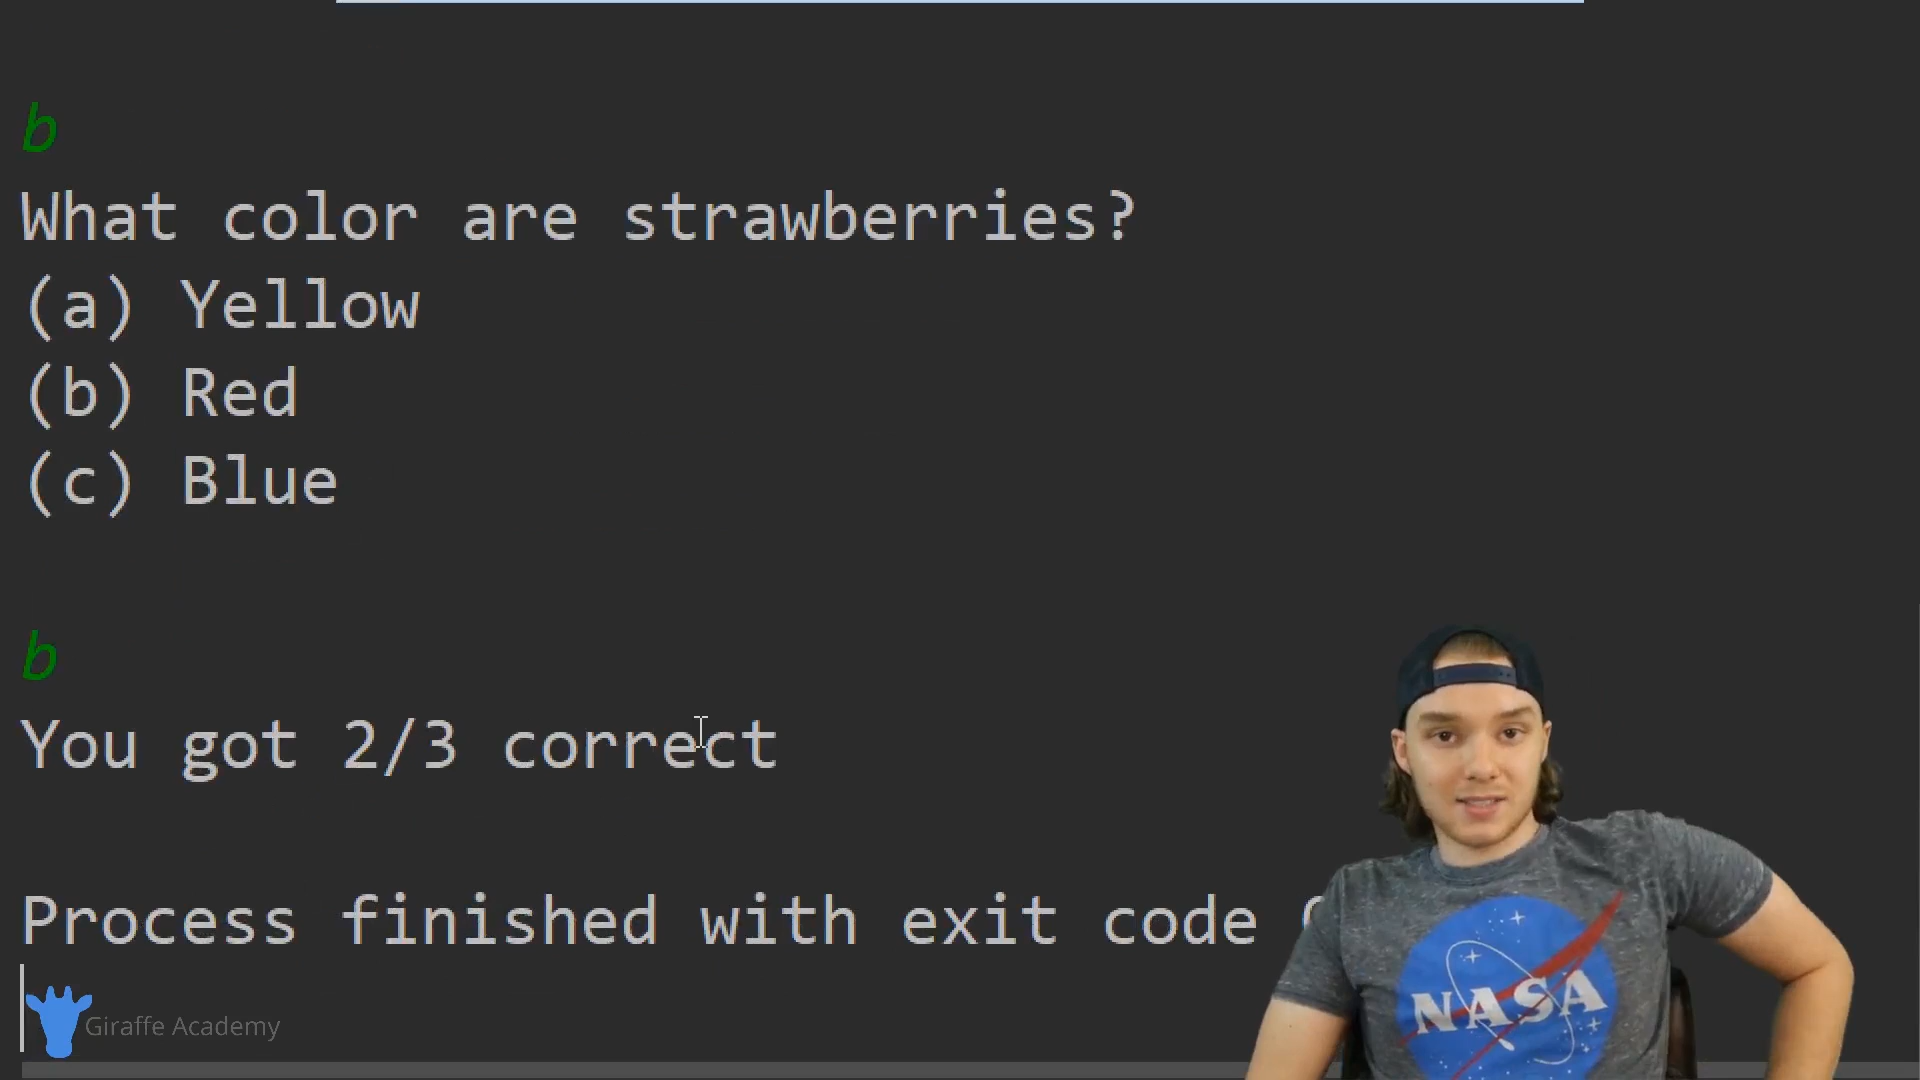 b
What color are strawberries?
(a) Yellow
(b) Red
(c) Blue
b
You got 2/3 correct
Process finished with exit code
Giraffe Academy
NASA